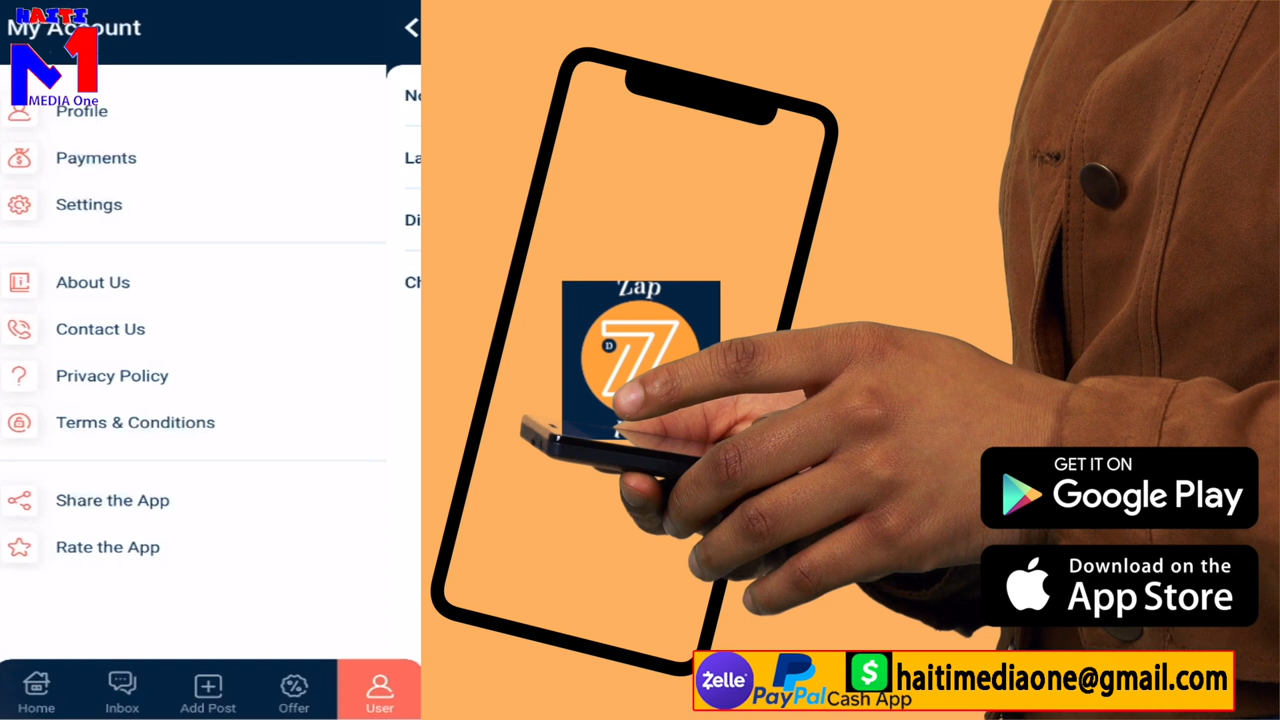 HAITI
M1
MEDIA One
My Account
Profile
Payments
Settings
About Us
Contact Us
Privacy Policy
Terms & Conditions
Share the App
Rate the App
Home
Inbox
Add Post
Offer
User
Zap
D
GET IT ON
Google Play
Download on the
App Store
Zelle
PayPal
$
Cash App
haitimediaone@gmail.com